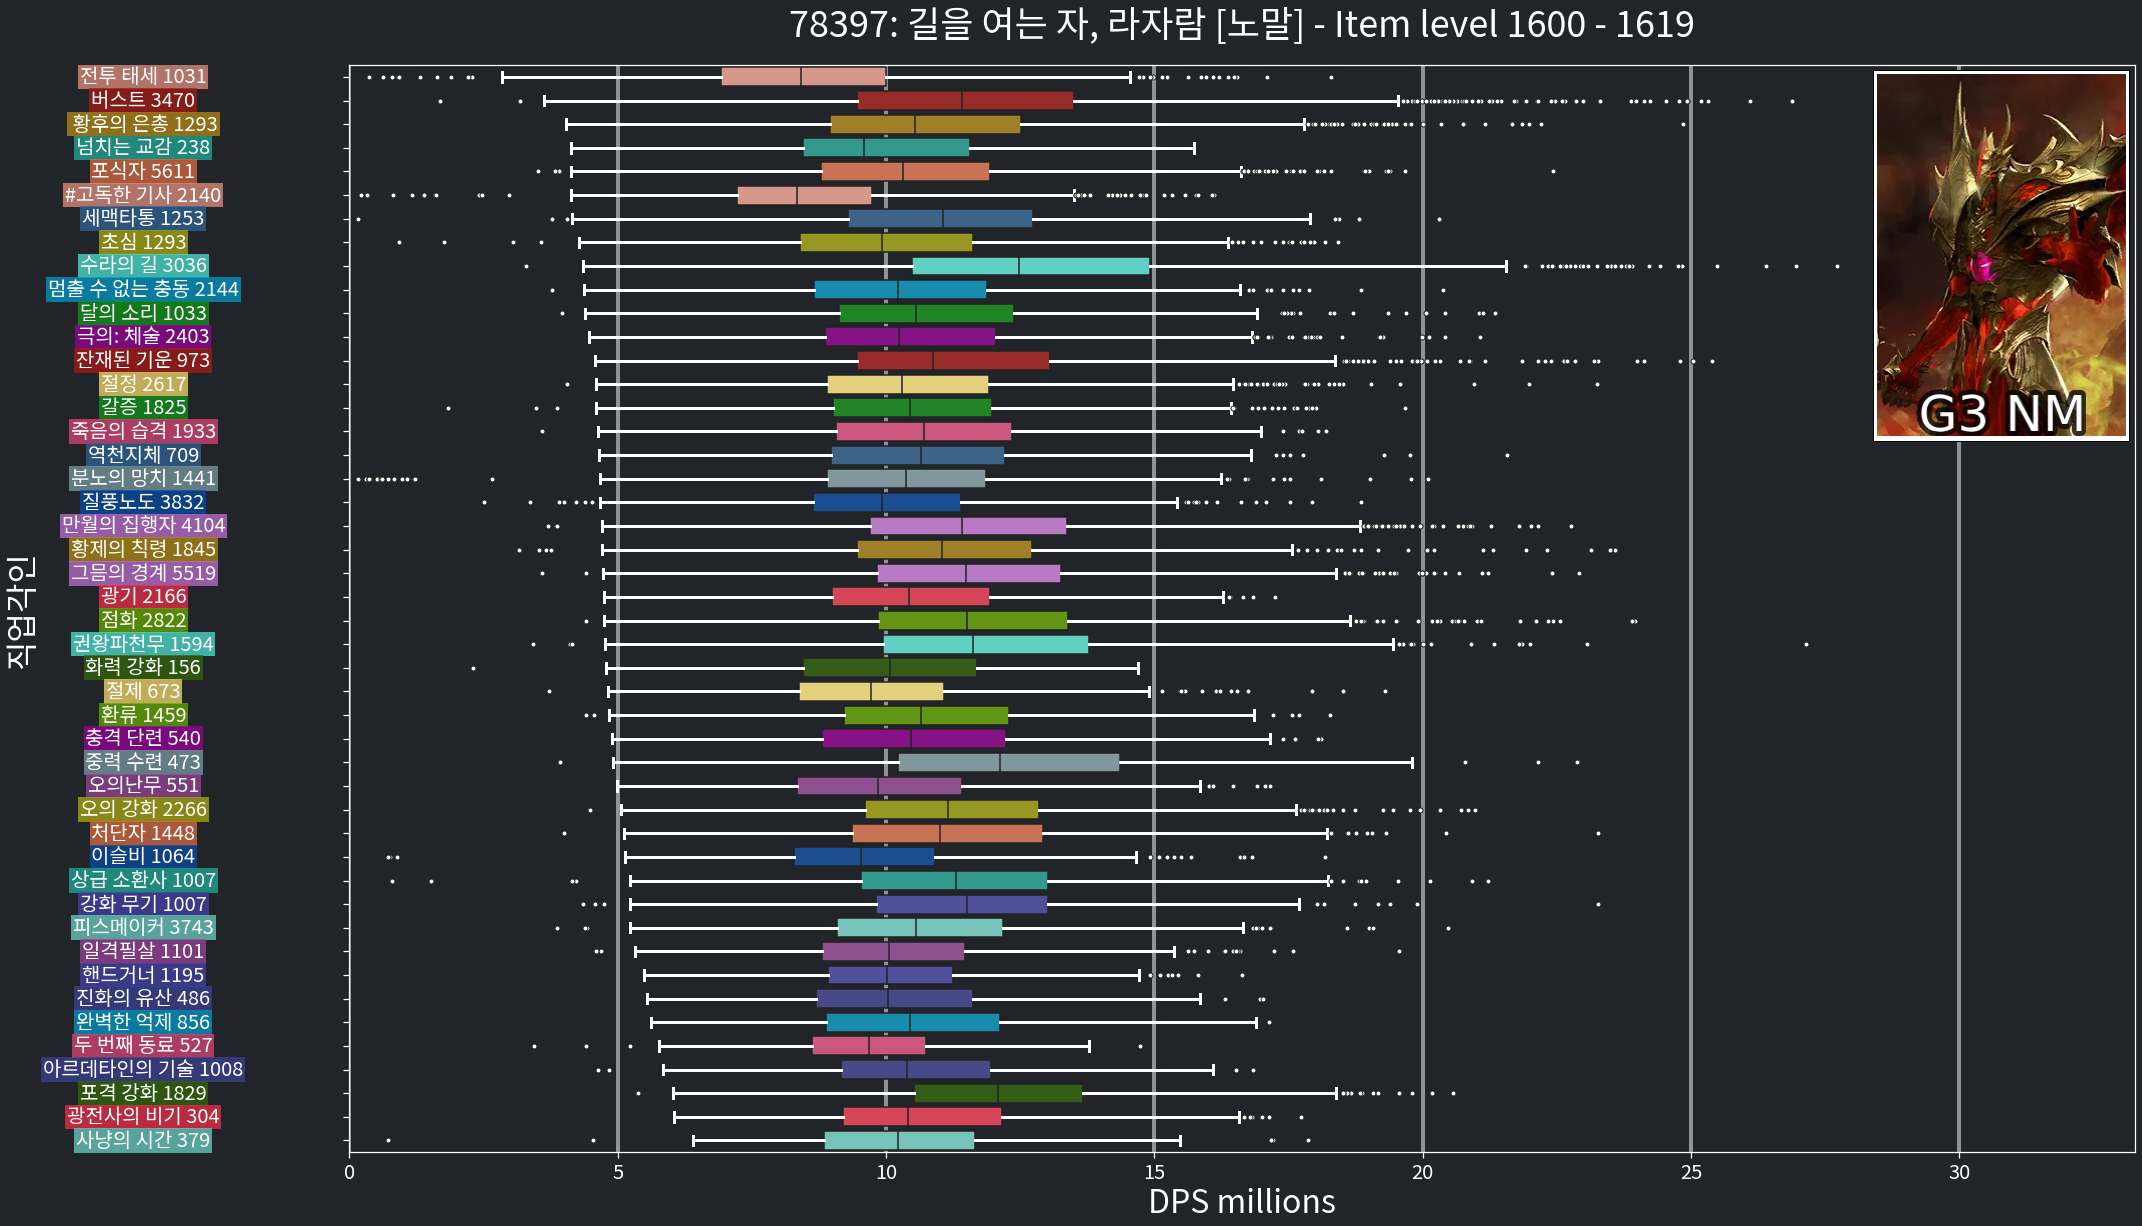 78397: 길을 여는 자, 라자람 [노말] - Item level 1600 - 1619
전투 태세 1031
버스트 3470
황후의 은총 1293
넘치는 교감 238
포식자 5611
#고독한 기사 2140
세맥타통 1253
초심 1293
수라의 길 3036
멈출 수 없는 충동 2144
달의 소리 1033
극의: 체술 2403
잔재된 기운 973
절정 2617
갈증 1825
죽음의 습격 1933
역천지체 709
분노의 망치 1441
질풍노도 3832
만월의 집행자 4104
황제의 칙령 1845
그믐의 경계 5519
광기 2166
점화 2822
권왕파천무 1594
화력 강화 156
절제 673
환류 1459
충격 단련 540
중력 수련 473
오의난무 551
오의 강화 2266
처단자 1448
이슬비 1064
상급 소환사 1007
강화 무기 1007
피스메이커 3743
일격필살 1101
핸드거너 1195
진화의 유산 486
완벽한 억제 856
두 번째 동료 527
아르데타인의 기술 1008
포격 강화 1829
광전사의 비기 304
사냥의 시간 379
직업각인
G3 NM
0 5 10 15 20 25 30
DPS millions